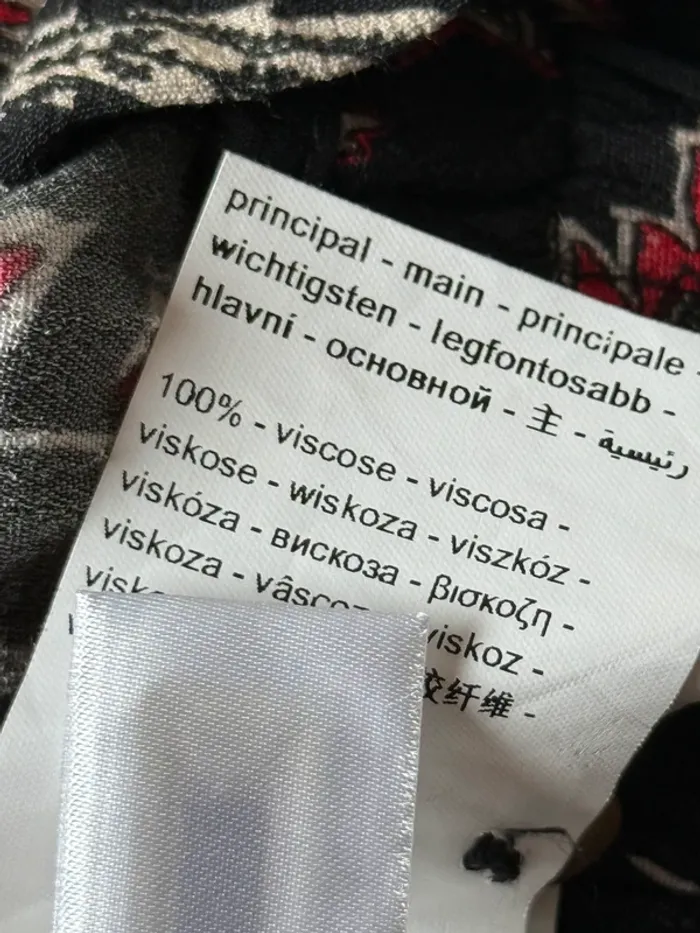 principal - main - principale -
wichtigsten - legfontosabb -
hlavní - основной - 主 - رئيسية
100% - viscose - viscosa -
viskose - wiskoza - viszkóz -
viskóza - вискоза - βισκοζη -
viskoza - vâscoz viskoz -
纤维 -